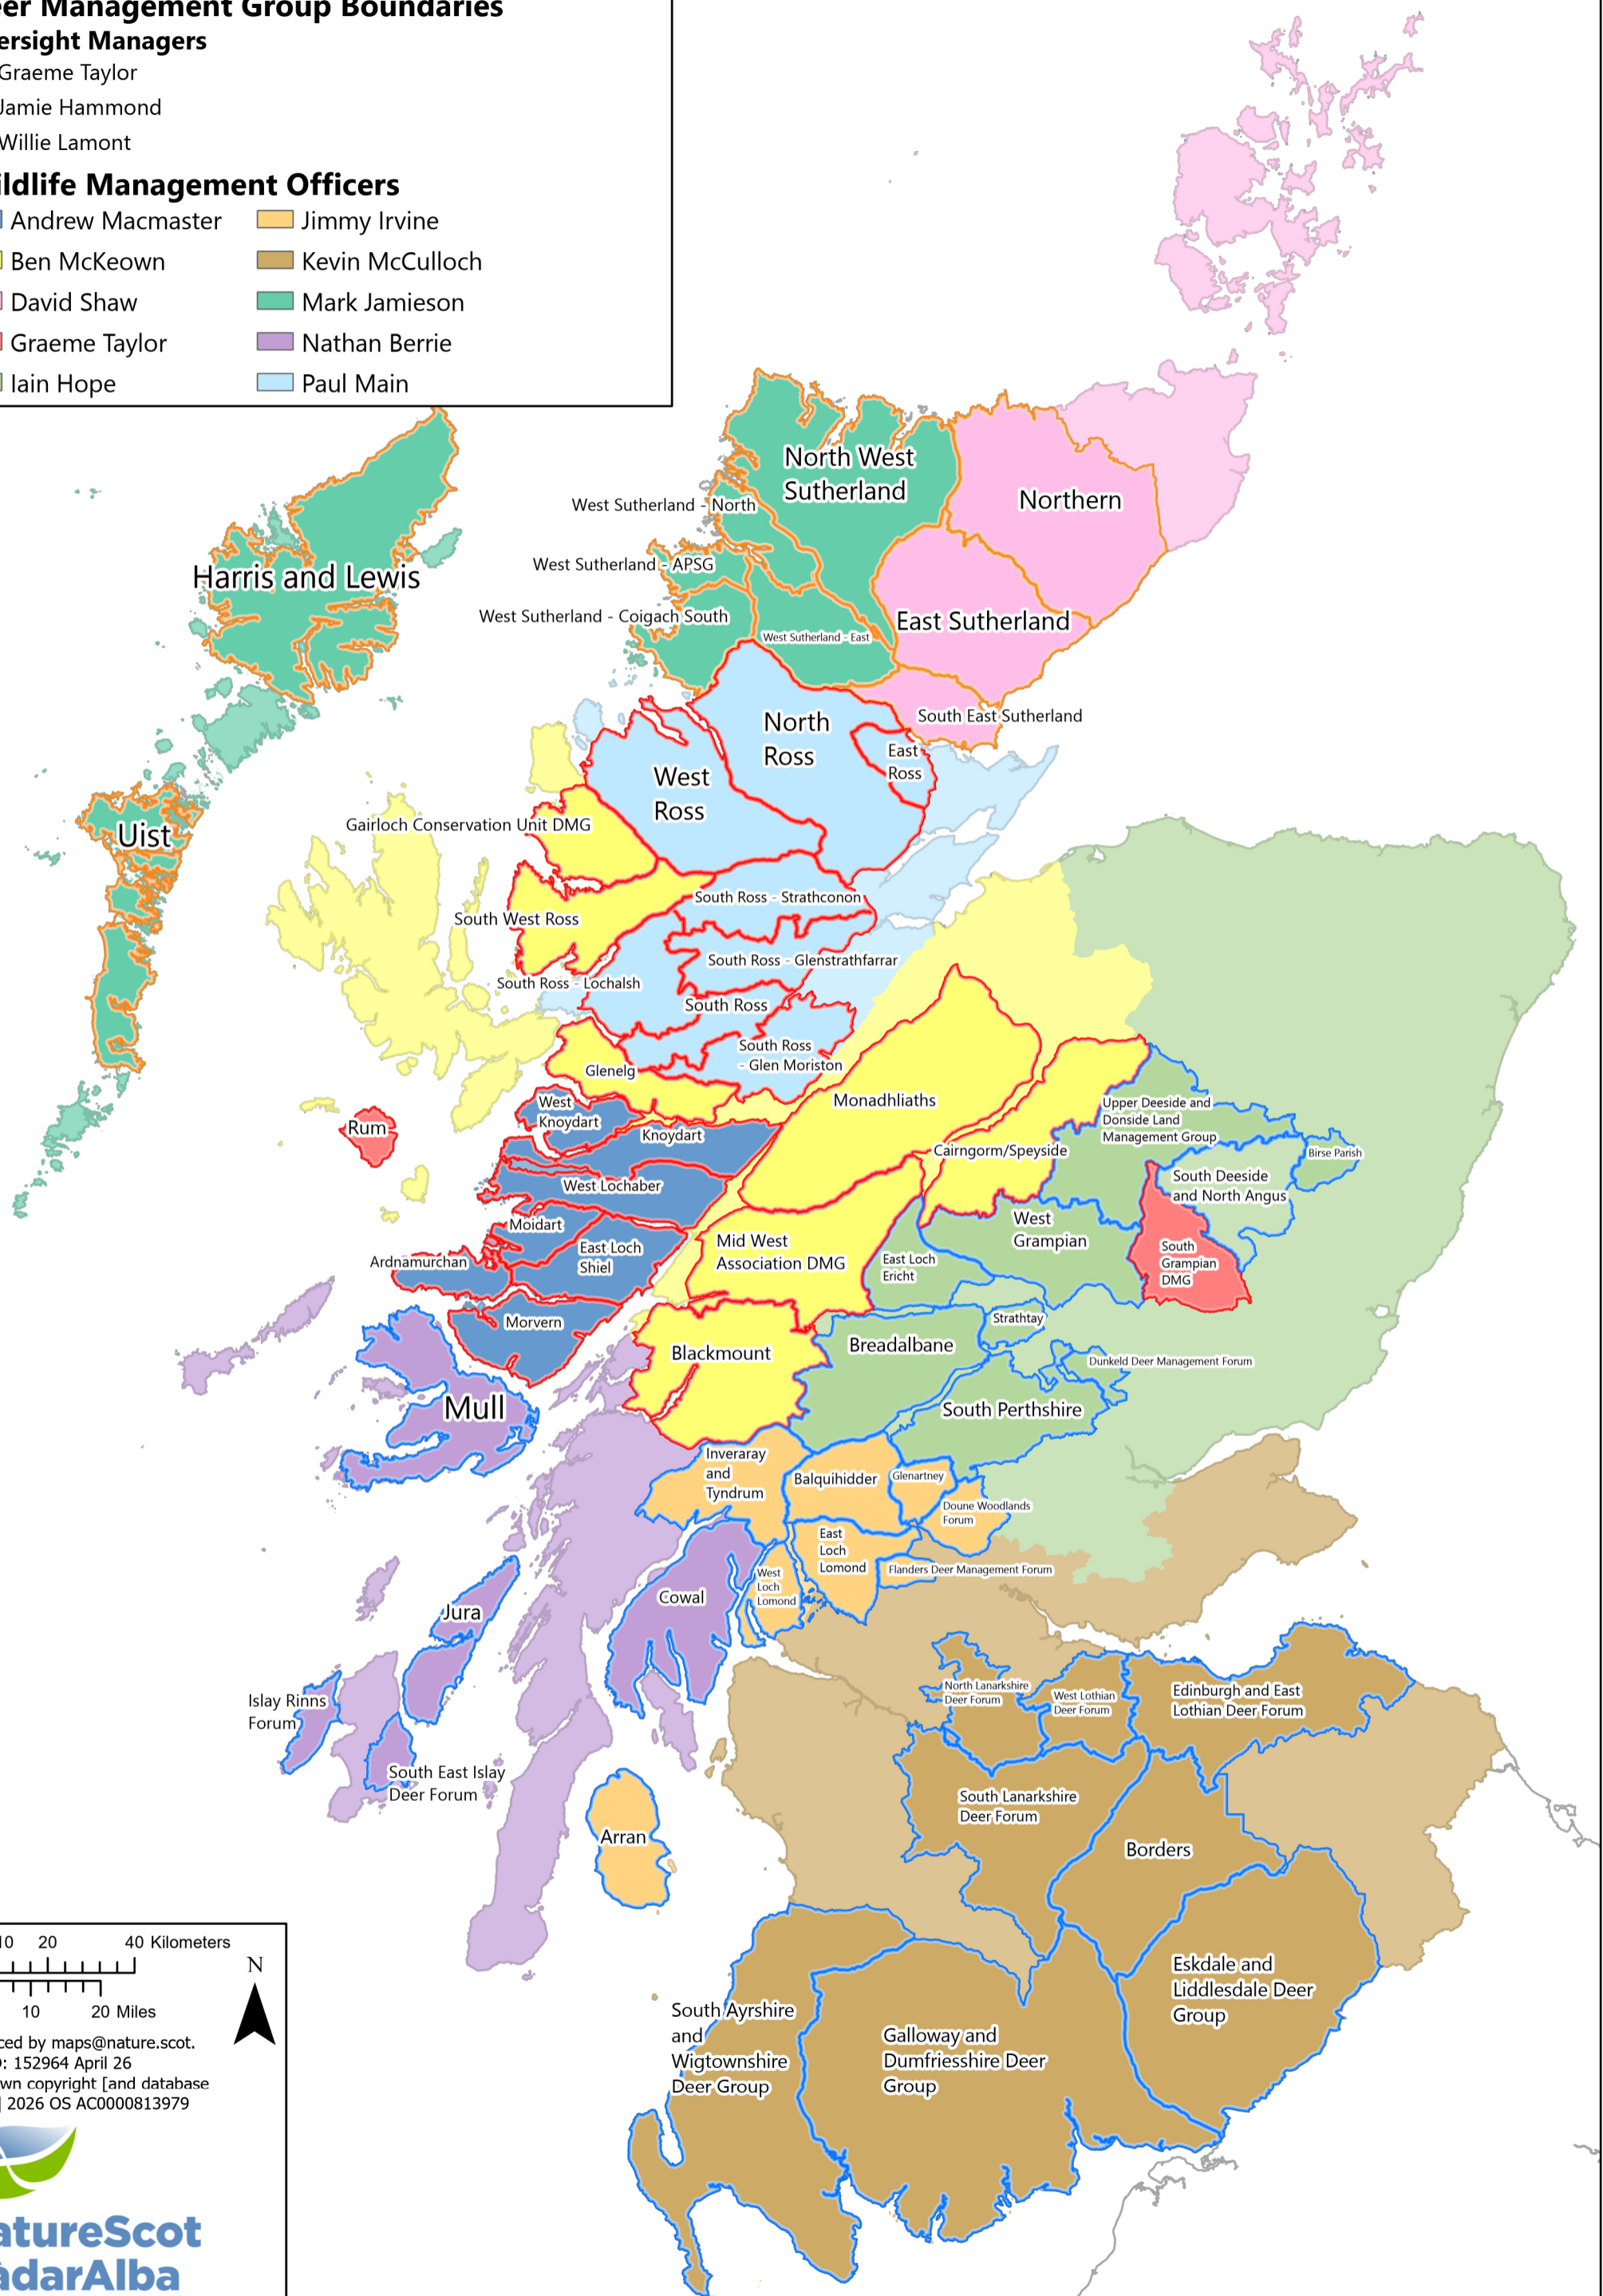 er Management Group Boundaries
ersight Managers
Graeme Taylor
Jamie Hammond
Willie Lamont
ildlife Management Officers
Andrew Macmaster
Jimmy Irvine
Ben McKeown
Kevin McCulloch
David Shaw
Mark Jamieson
Graeme Taylor
Nathan Berrie
Iain Hope
Paul Main
North West
Sutherland
Northern
West Sutherland - North
West Sutherland - APSG
Harris and Lewis
West Sutherland - Coigach South
East Sutherland
West Sutherland - East
South East Sutherland
North
Ross
East
Ross
West
Ross
Gairloch Conservation Unit DMG
Uist
South Ross - Strathconon
South West Ross
South Ross - Glenstrathfarrar
South Ross - Lochalsh
South Ross
South Ross
- Glen Moriston
Glenelg
Monadhliaths
West
Knoydart
Knoydart
Rum
Upper Deeside and
Donside Land
Management Group
Cairngorm/Speyside
Birse Parish
South Deeside
and North Angus
West Lochaber
Moidart
West
Grampian
Mid West
Association DMG
East Loch
Shiel
Ardnamurchan
East Loch
Ericht
South
Grampian
DMG
Morvern
Strathtay
Breadalbane
Blackmount
Dunkeld Deer Management Forum
Mull
South Perthshire
Inveraray
and
Tyndrum
Balquihidder
Glenartney
Doune Woodlands
Forum
East
Loch
Lomond
Flanders Deer Management Forum
West
Loch
Lomond
Cowal
Jura
Islay Rinns
Forum
North Lanarkshire
Deer Forum
West Lothian
Deer Forum
Edinburgh and East
Lothian Deer Forum
South East Islay
Deer Forum
South Lanarkshire
Deer Forum
Arran
Borders
Eskdale and
Liddlesdale Deer
Group
South Ayrshire
and
Wigtownshire
Deer Group
Galloway and
Dumfriesshire Deer
Group
10 20 40 Kilometers
N
10 20 Miles
ced by maps@nature.scot.
: 152964 April 26
wn copyright [and database
] 2026 OS AC0000813979
atureScot
àdarAlba